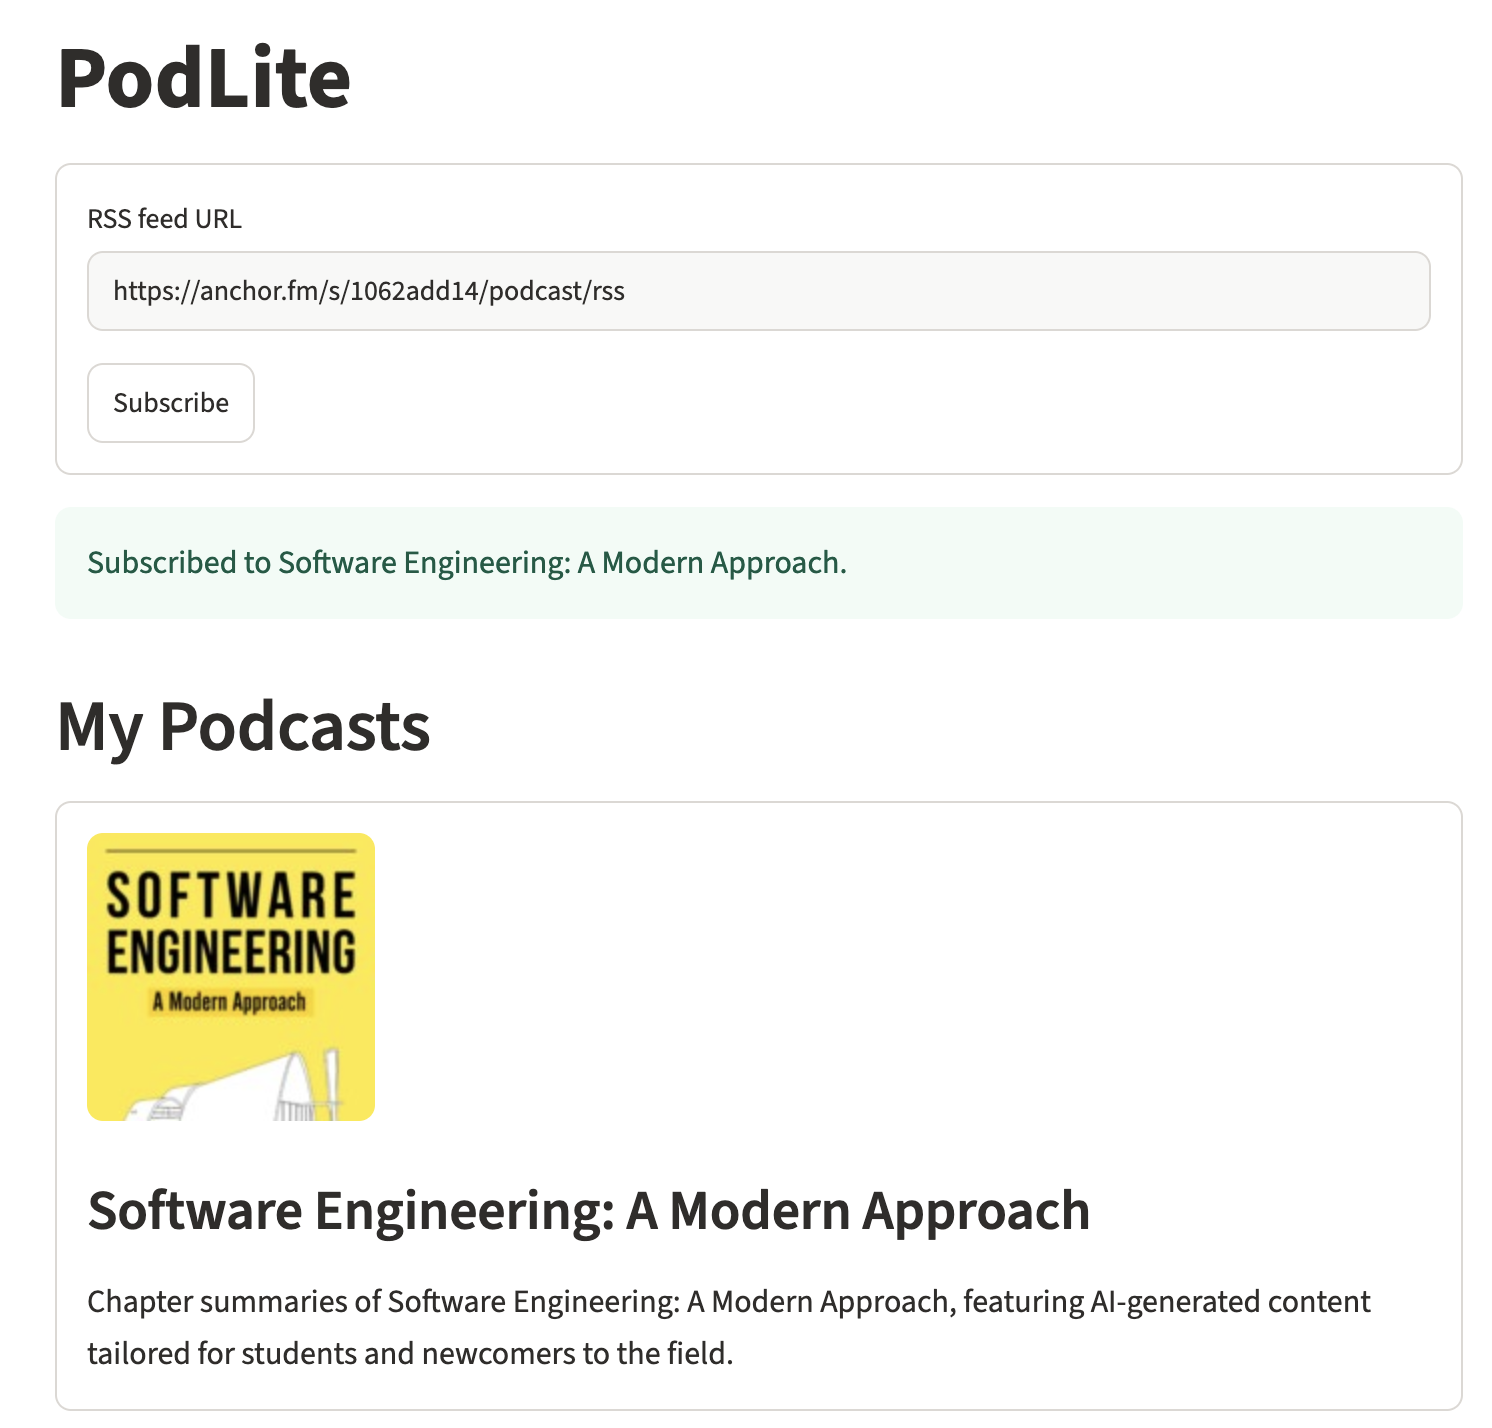 PodLite
RSS feed URL
https://anchor.fm/s/1062add14/podcast/rss
Subscribe
Subscribed to Software Engineering: A Modern Approach.
My Podcasts
SOFTWARE
ENGINEERING
A Modern Approach
Software Engineering: A Modern Approach
Chapter summaries of Software Engineering: A Modern Approach, featuring AI-generated content
tailored for students and newcomers to the field.